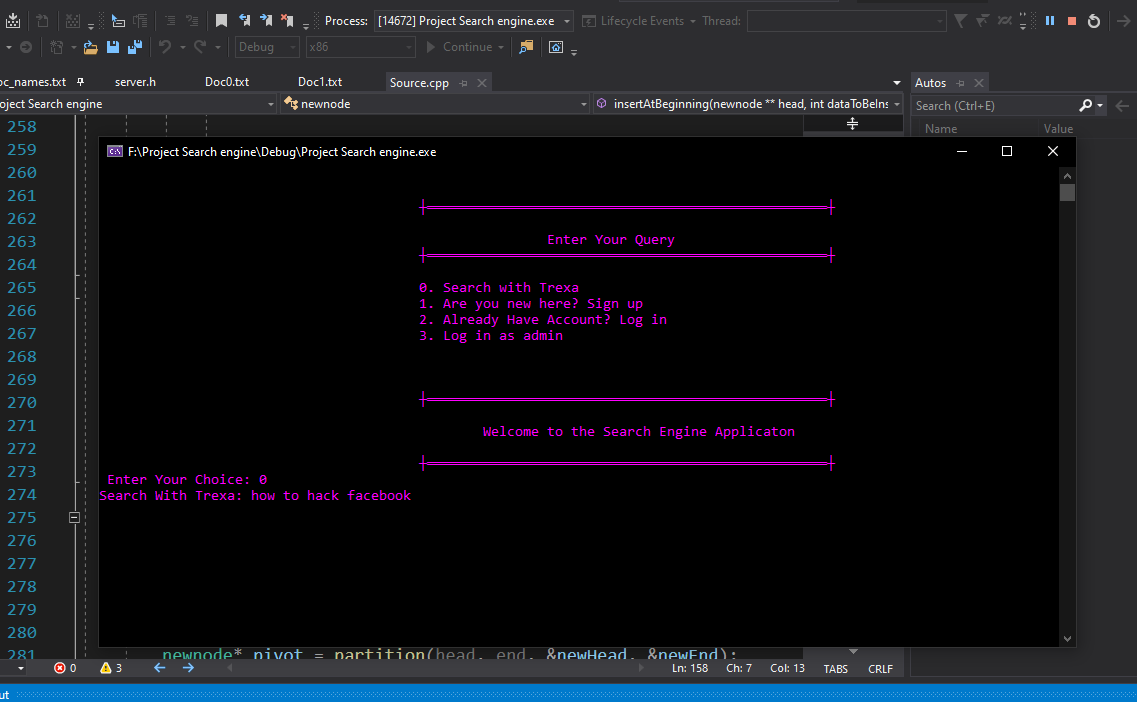 Process: [14672] Project Search engine.exe Lifecycle Events Thread:
Debug x86 Continue
oc_names.txt server.h Doc0.txt Doc1.txt Source.cpp Autos
oject Search engine newnode insertAtBeginning(newnode ** head, int dataToBeIns Search (Ctrl+E)
Name Value
258
259
260
261
262
263
264
265
266
267
268
269
270
271
272
273
274
275
276
277
278
279
280
281
F:\Project Search engine\Debug\Project Search engine.exe
Enter Your Query
0. Search with Trexa
1. Are you new here? Sign up
2. Already Have Account? Log in
3. Log in as admin
Welcome to the Search Engine Applicaton
Enter Your Choice: 0
Search With Trexa: how to hack facebook
newnode* pivot = partition(head, end, &newHead, &newEnd);
0 3 Ln: 158 Ch: 7 Col: 13 TABS CRLF
ut